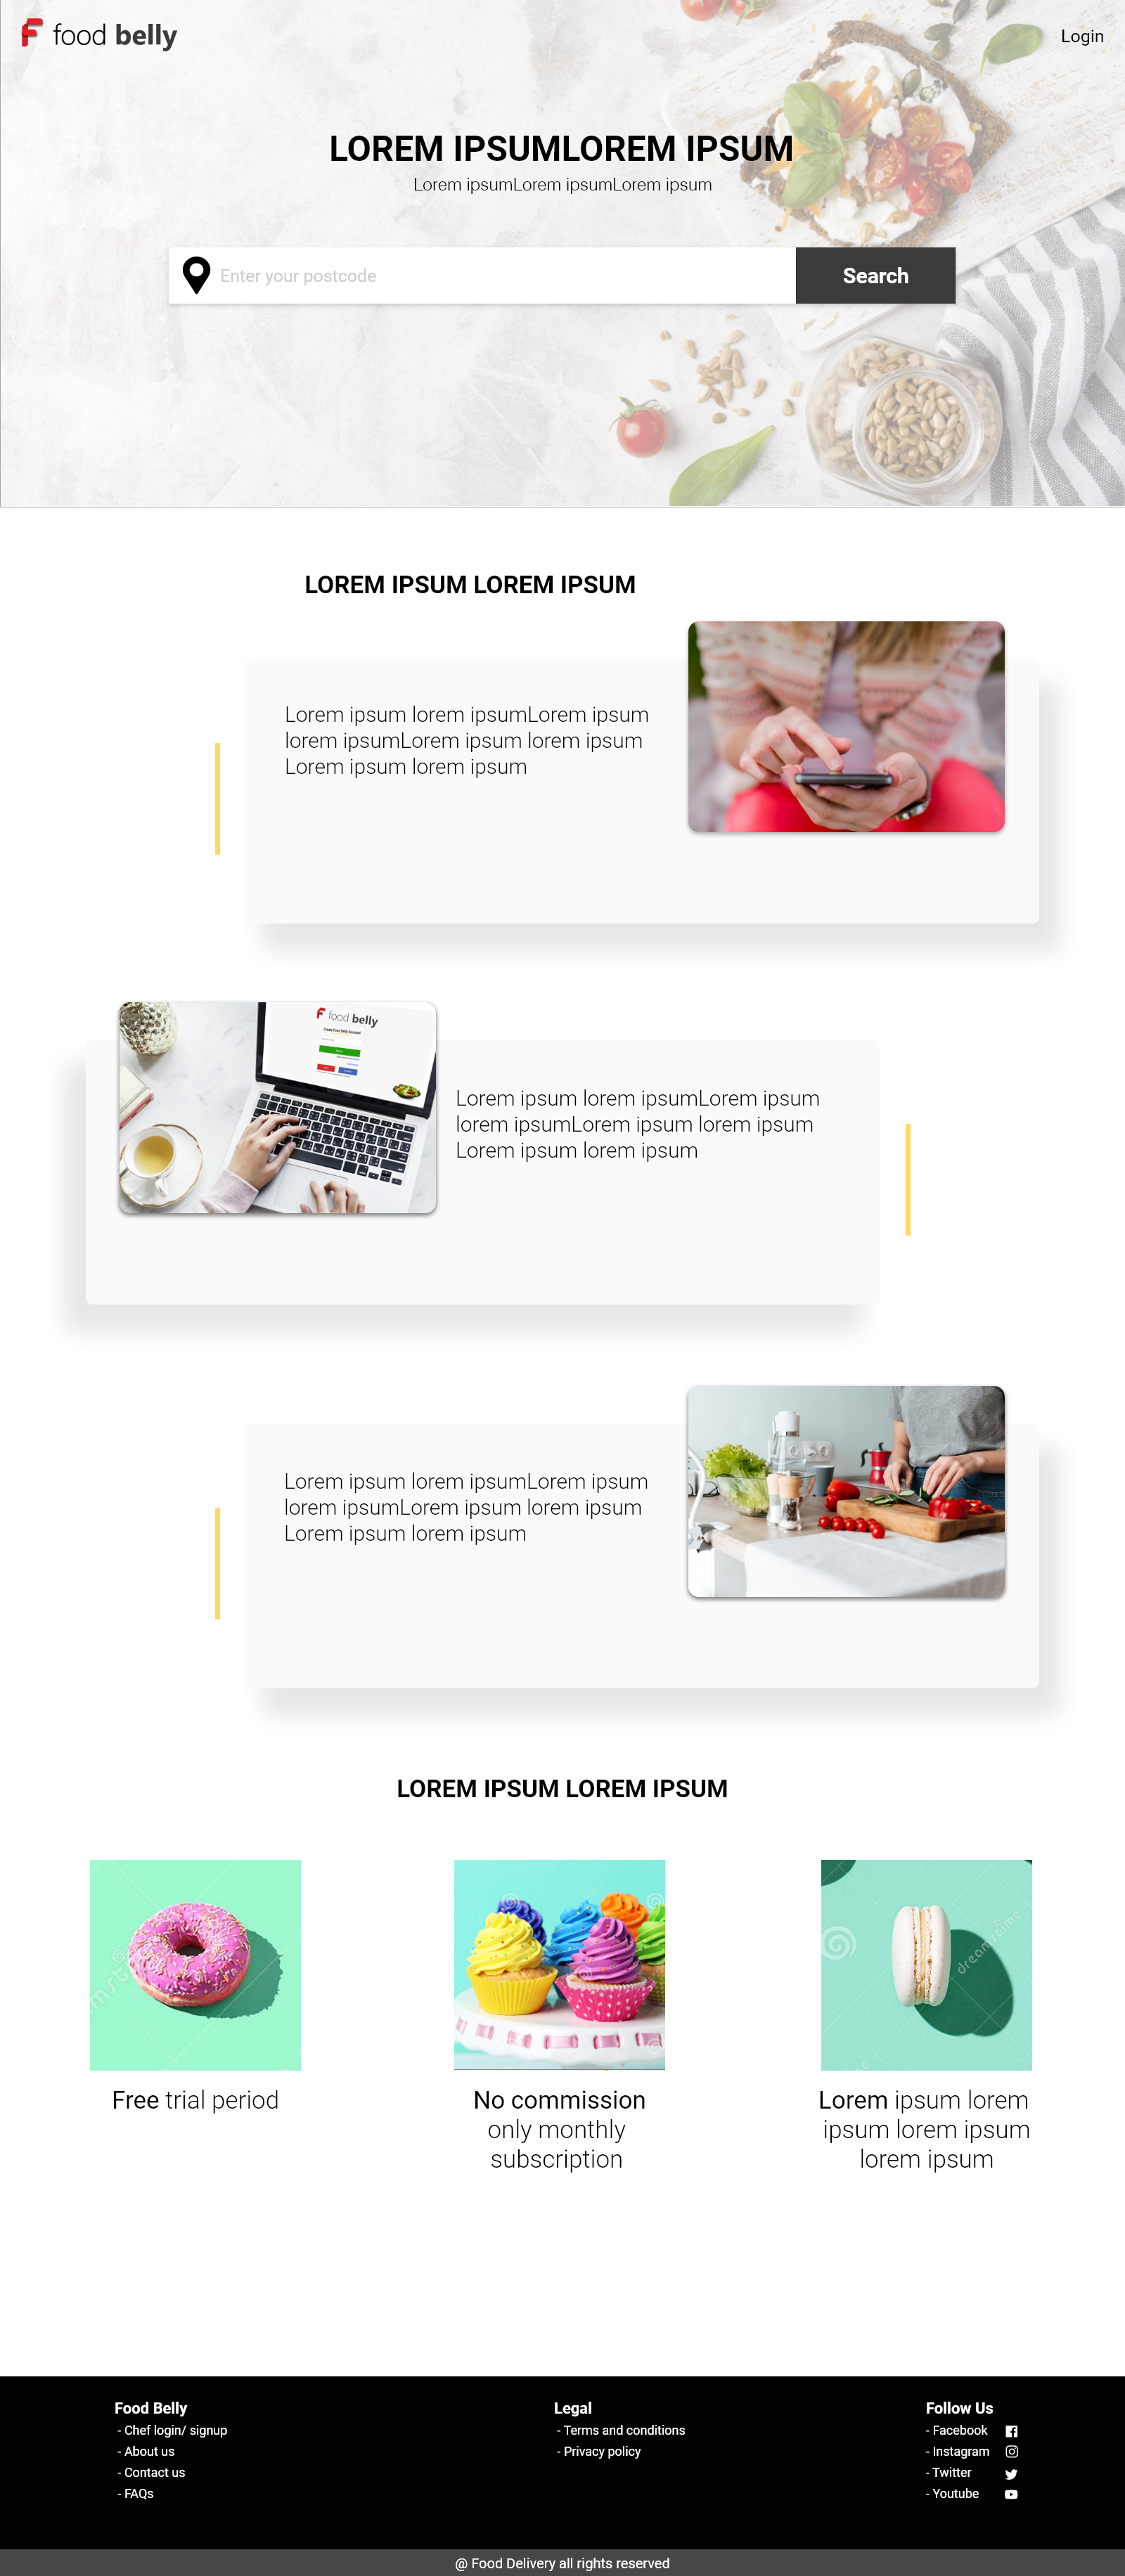 food belly
Login
LOREM IPSUMLOREM IPSUM
Lorem ipsumLorem ipsumLorem ipsum
Enter your postcode
Search
LOREM IPSUM LOREM IPSUM
Lorem ipsum lorem ipsumLorem ipsum
lorem ipsumLorem ipsum lorem ipsum
Lorem ipsum lorem ipsum
food belly
Create Food Belly Account
Lorem ipsum lorem ipsumLorem ipsum
lorem ipsumLorem ipsum lorem ipsum
Lorem ipsum lorem ipsum
Lorem ipsum lorem ipsumLorem ipsum
lorem ipsumLorem ipsum lorem ipsum
Lorem ipsum lorem ipsum
LOREM IPSUM LOREM IPSUM
dreamstime
Free trial period
No commission
only monthly
subscription
Lorem ipsum lorem
ipsum lorem ipsum
lorem ipsum
Food Belly
- Chef login/ signup
- About us
- Contact us
- FAQs
Legal
- Terms and conditions
- Privacy policy
Follow Us
- Facebook
- Instagram
- Twitter
- Youtube
@ Food Delivery all rights reserved